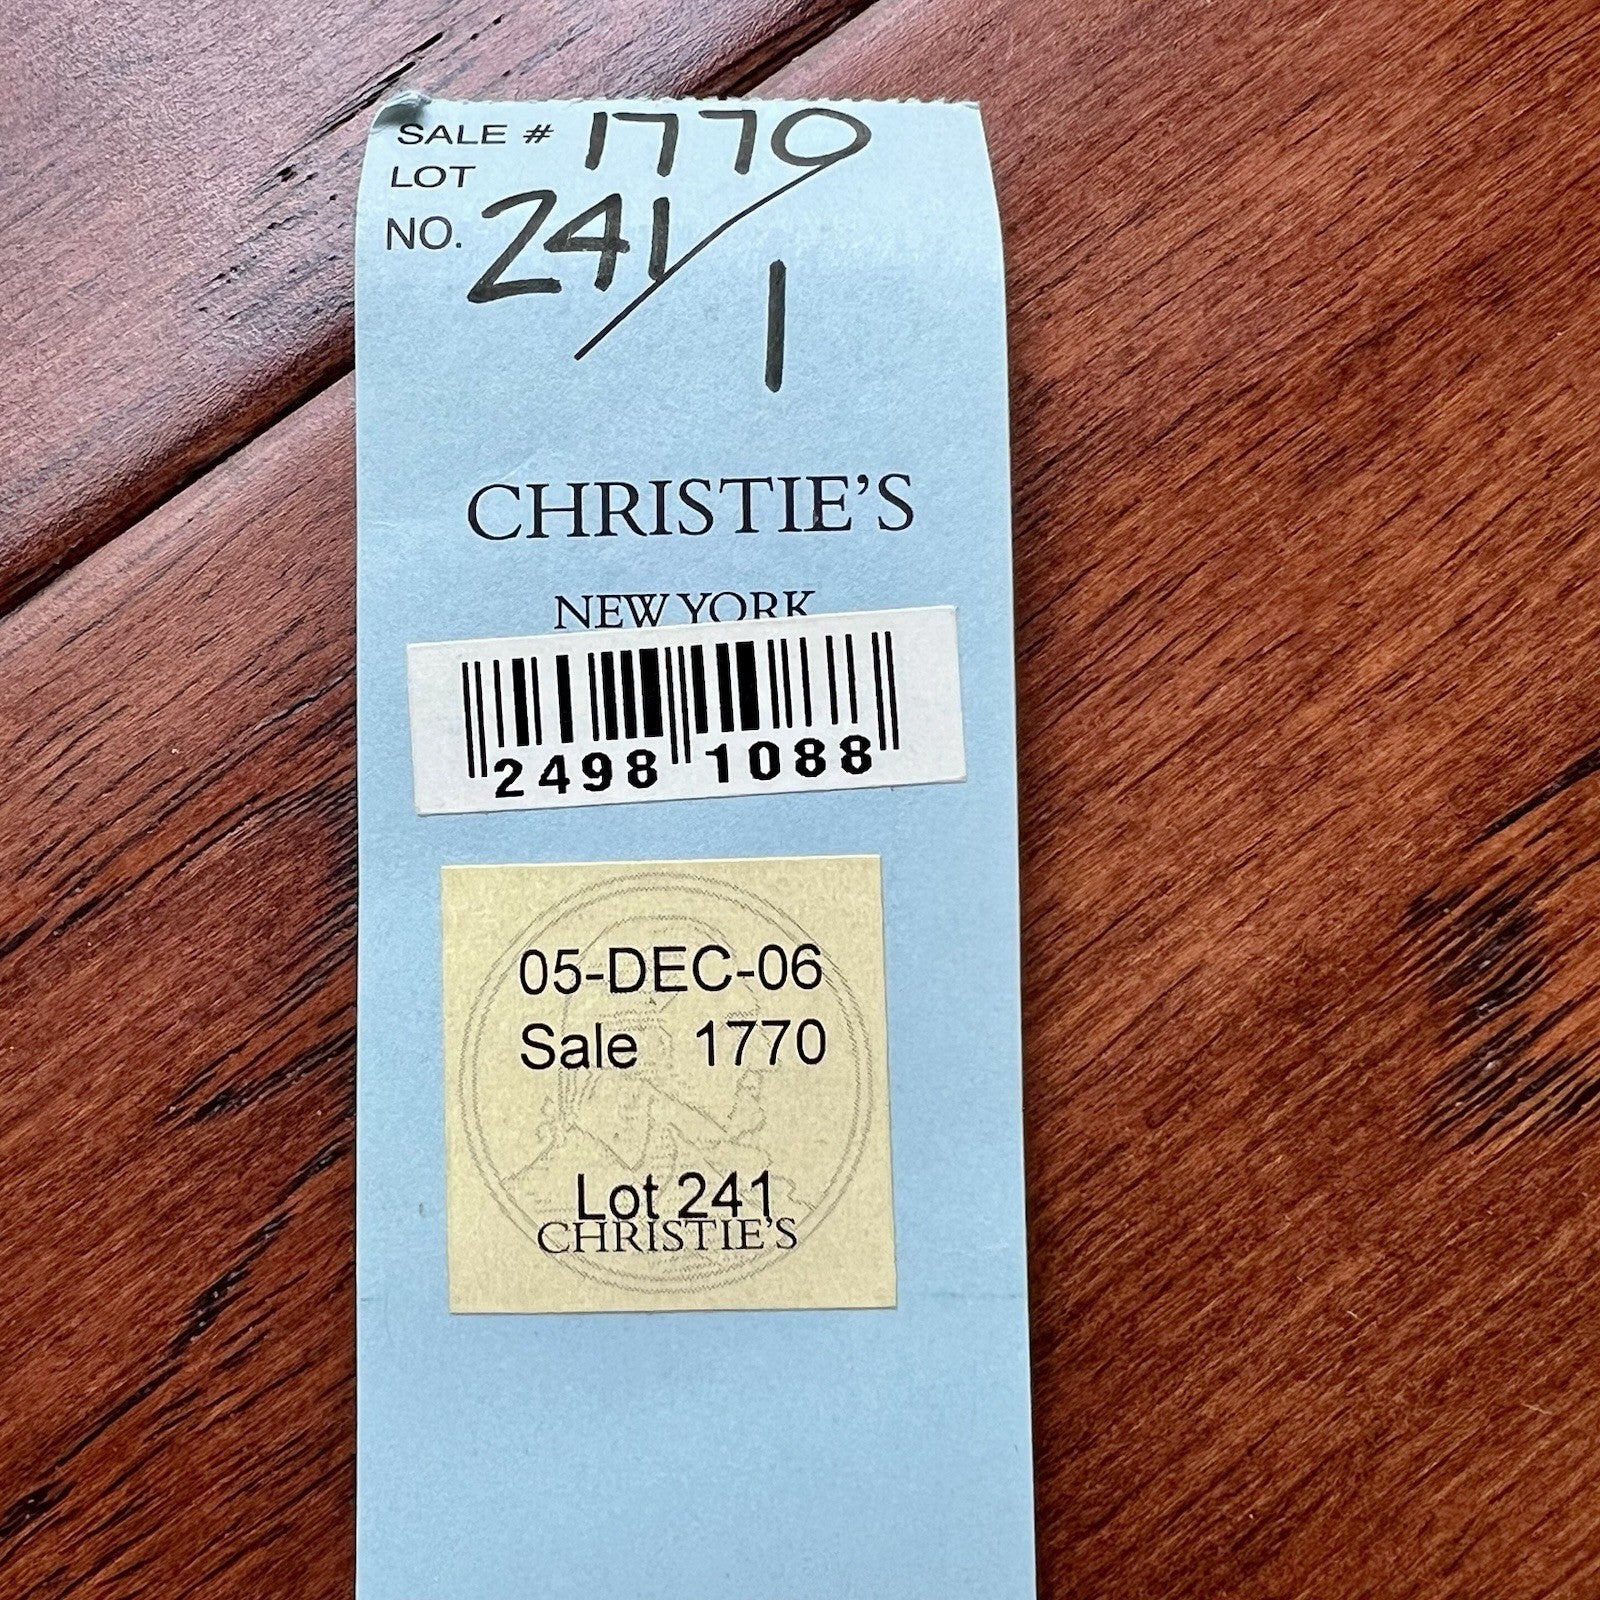 SALE # 1770
LOT
NO. 241/1
CHRISTIE'S
NEW YORK
2498 1088
05-DEC-06
Sale 1770
Lot 241
CHRISTIE'S